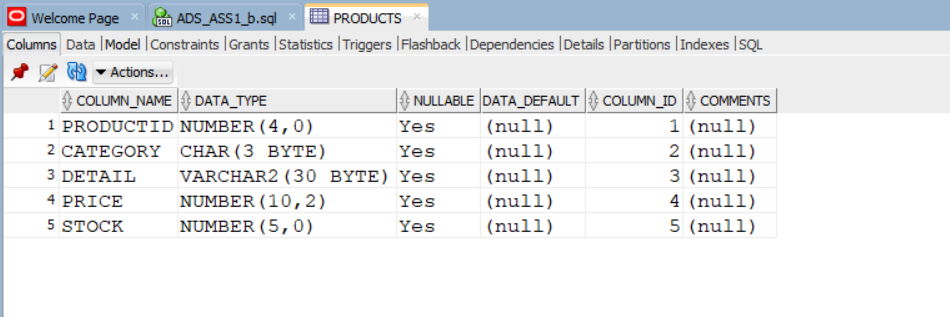 Welcome Page × SQL ADS_ASS1_b.sql × PRODUCTS ×
Columns Data |Model |Constraints |Grants |Statistics |Triggers |Flashback |Dependencies |Details |Partitions |Indexes |SQL
Actions...
COLUMN_NAME DATA_TYPE NULLABLE DATA_DEFAULT COLUMN_ID COMMENTS
1 PRODUCTID NUMBER(4,0) Yes (null) 1 (null)
2 CATEGORY CHAR(3 BYTE) Yes (null) 2 (null)
3 DETAIL VARCHAR2(30 BYTE) Yes (null) 3 (null)
4 PRICE NUMBER(10,2) Yes (null) 4 (null)
5 STOCK NUMBER(5,0) Yes (null) 5 (null)